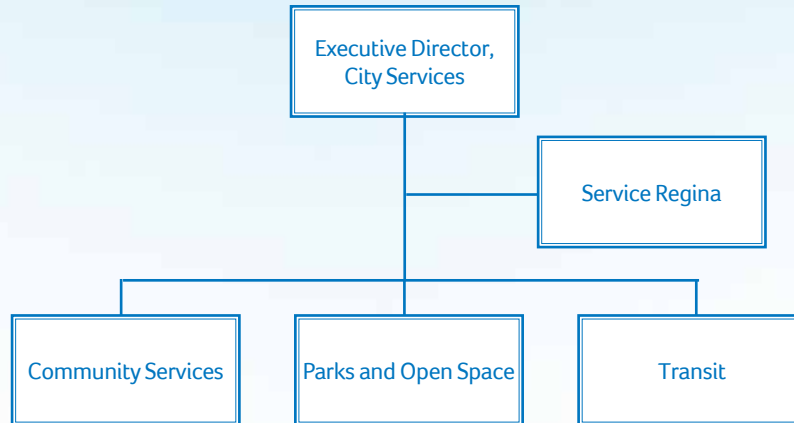 Executive Director,
City Services
Service Regina
Community Services
Parks and Open Space
Transit